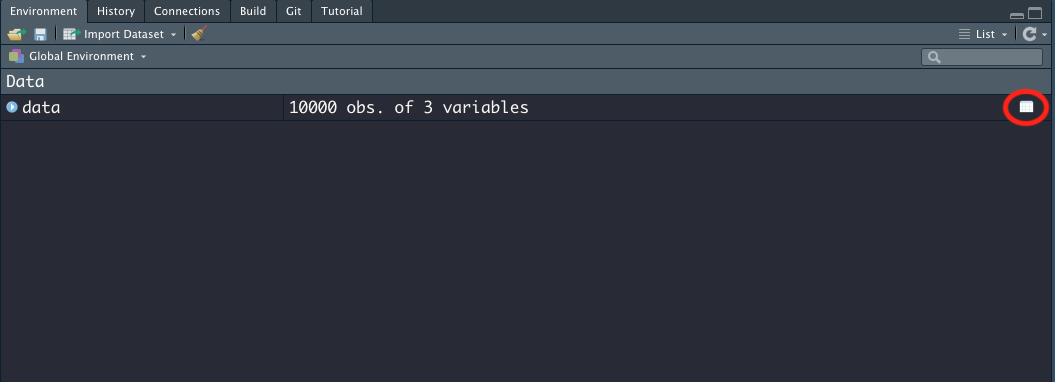 Environment History Connections Build Git Tutorial
Import Dataset List
Global Environment
Data
data 10000 obs. of 3 variables